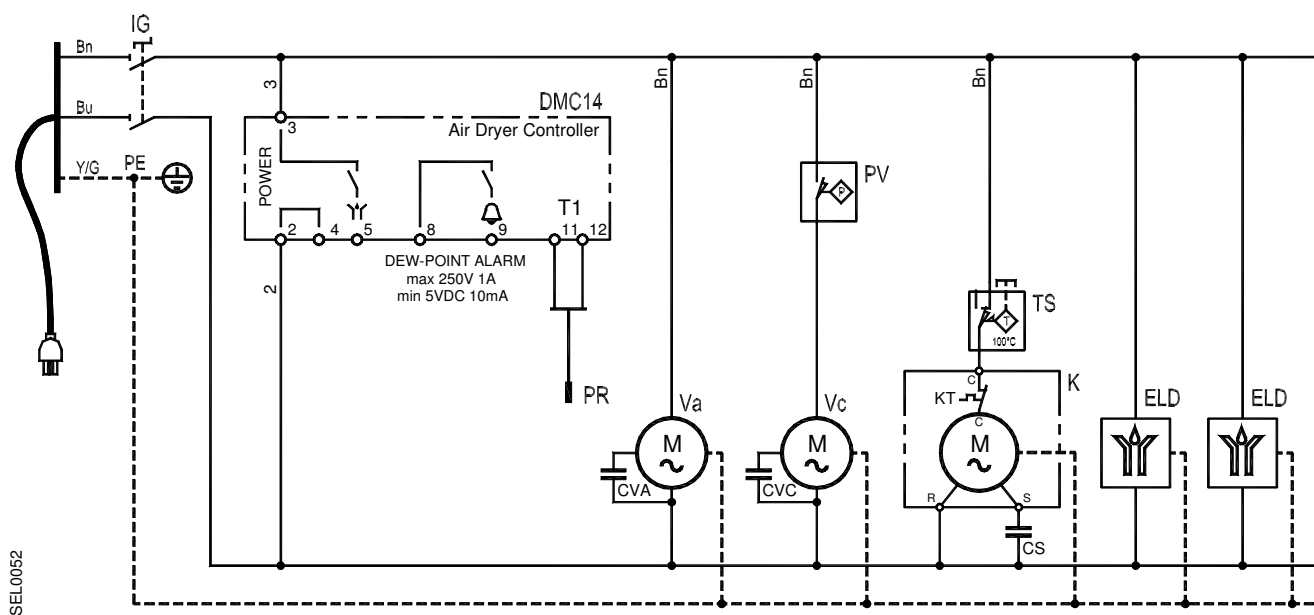 IG
Bn
Bu
Y/G
PE
3
DMC14
3
Air Dryer Controller
POWER
T1
2
4
5
8
9
11
12
DEW-POINT ALARM
max 250V 1A
min 5VDC 10mA
2
PR
Bn
Va
M
CVA
Bn
PV
P
Vc
M
CVC
Bn
TS
T
100°C
C
K
KT
C
M
R
S
CS
ELD
ELD
SEL0052